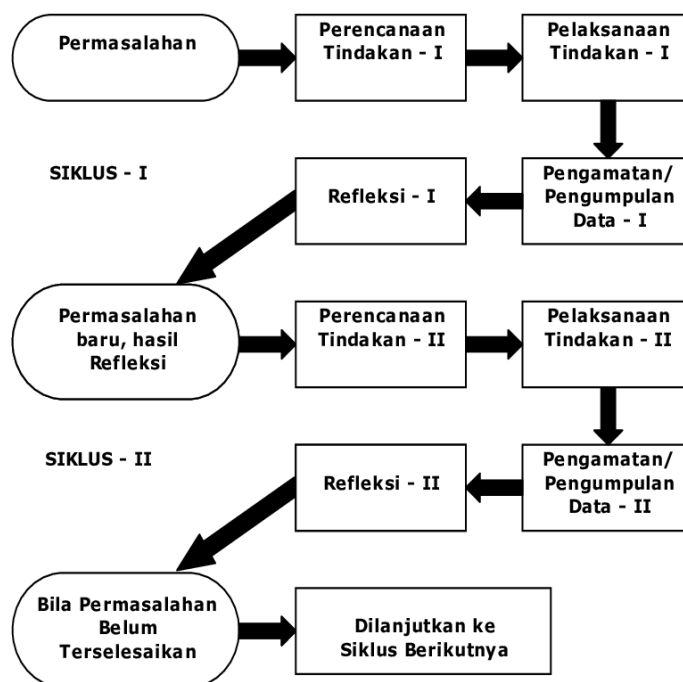 Permasalahan
Perencanaan
Tindakan - I
Pelaksanaan
Tindakan - I
SIKLUS - I
Refleksi - I
Pengamatan/
Pengumpulan
Data - I
Permasalahan
baru, hasil
Refleksi
Perencanaan
Tindakan - II
Pelaksanaan
Tindakan - II
SIKLUS - II
Refleksi - II
Pengamatan/
Pengumpulan
Data - II
Bila Permasalahan
Belum
Terselesaikan
Dilanjutkan ke
Siklus Berikutnya